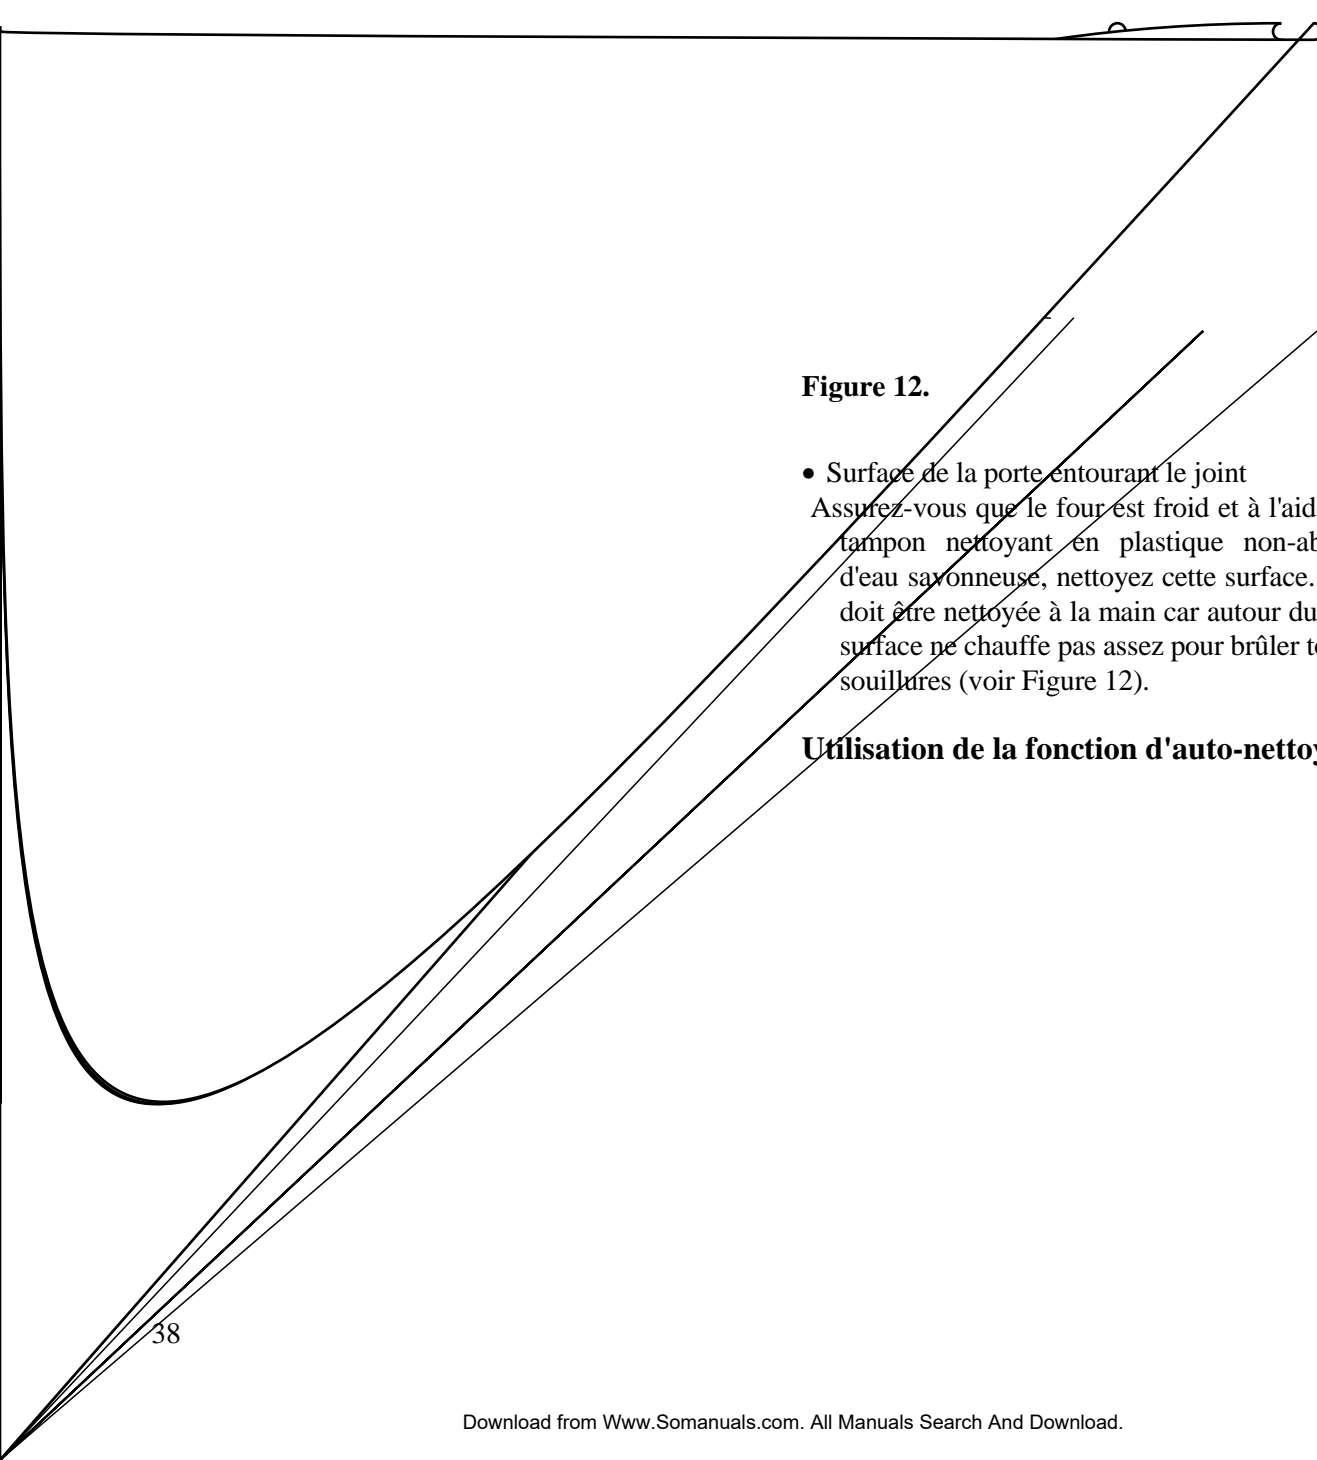 Figure 12.
• Surface de la porte entourant le joint
Assurez-vous que le four est froid et à l'aid
tampon nettoyant en plastique non-ab
d'eau savonneuse, nettoyez cette surface.
doit être nettoyée à la main car autour du
surface ne chauffe pas assez pour brûler to
souillures (voir Figure 12).
Utilisation de la fonction d'auto-nettoy
38
Download from Www.Somanuals.com. All Manuals Search And Download.